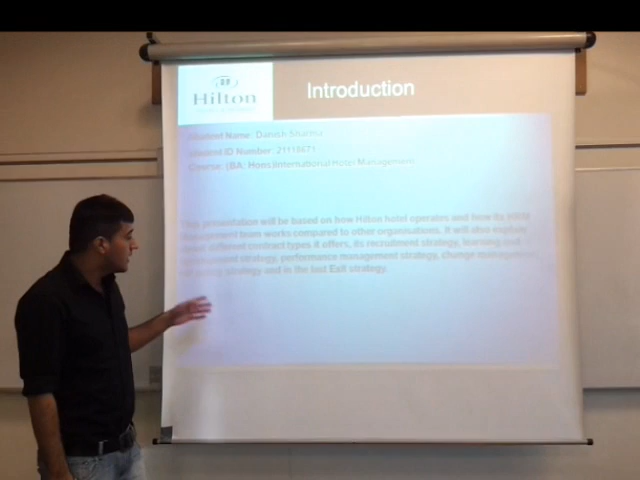 Hilton
Introduction
Student Name: Danish Sharma
Student ID Number: 21118671
Course: (BA; Hons)International Hotel Management
This presentation will be based on how Hilton hotel operates and how its HRM
management team works compared to other organisations. It will also explain
different contract types it offers, its recruitment strategy, learning and
strategy, performance management strategy, change management
strategy and in the last Exit strategy.